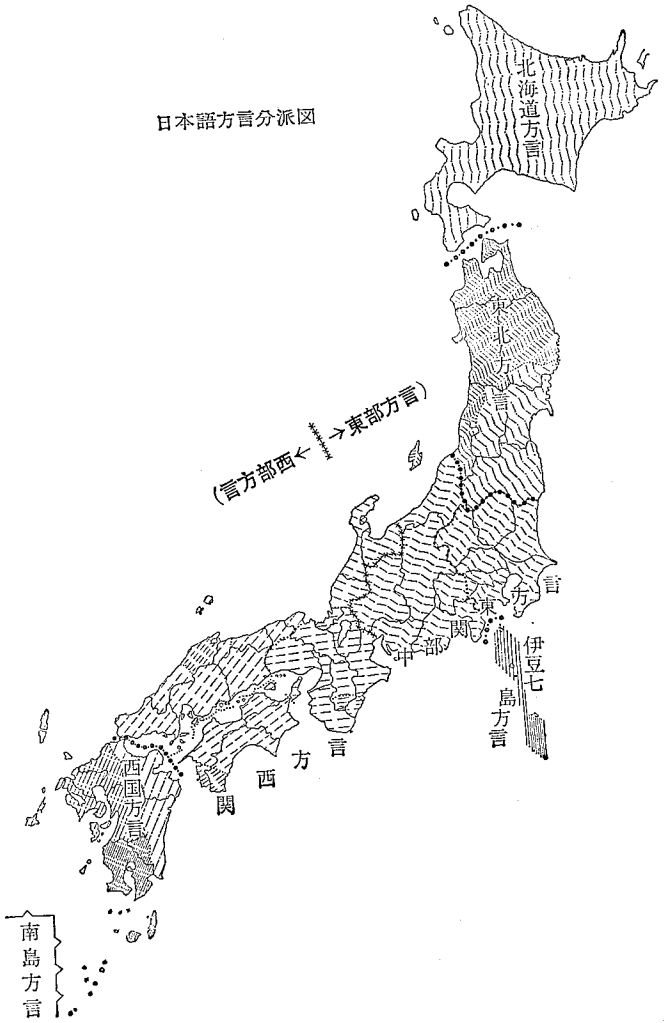 日本語方言分派図
北海道方言
東北方言
(西部方言←→東部方言)
中部関東方言
伊豆七
島方言
関西方言
西国方言
南島方言